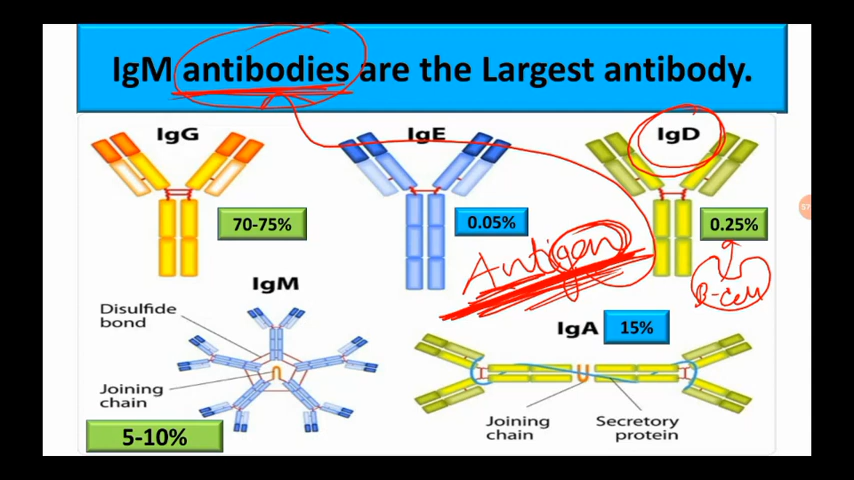 IgM antibodies are the Largest antibody.
IgG
IgE
IgD
70-75%
0.05%
0.25%
Antigen
B-cell
IgM
Disulfide
bond
Joining
chain
5-10%
IgA
15%
Joining
chain
Secretory
protein